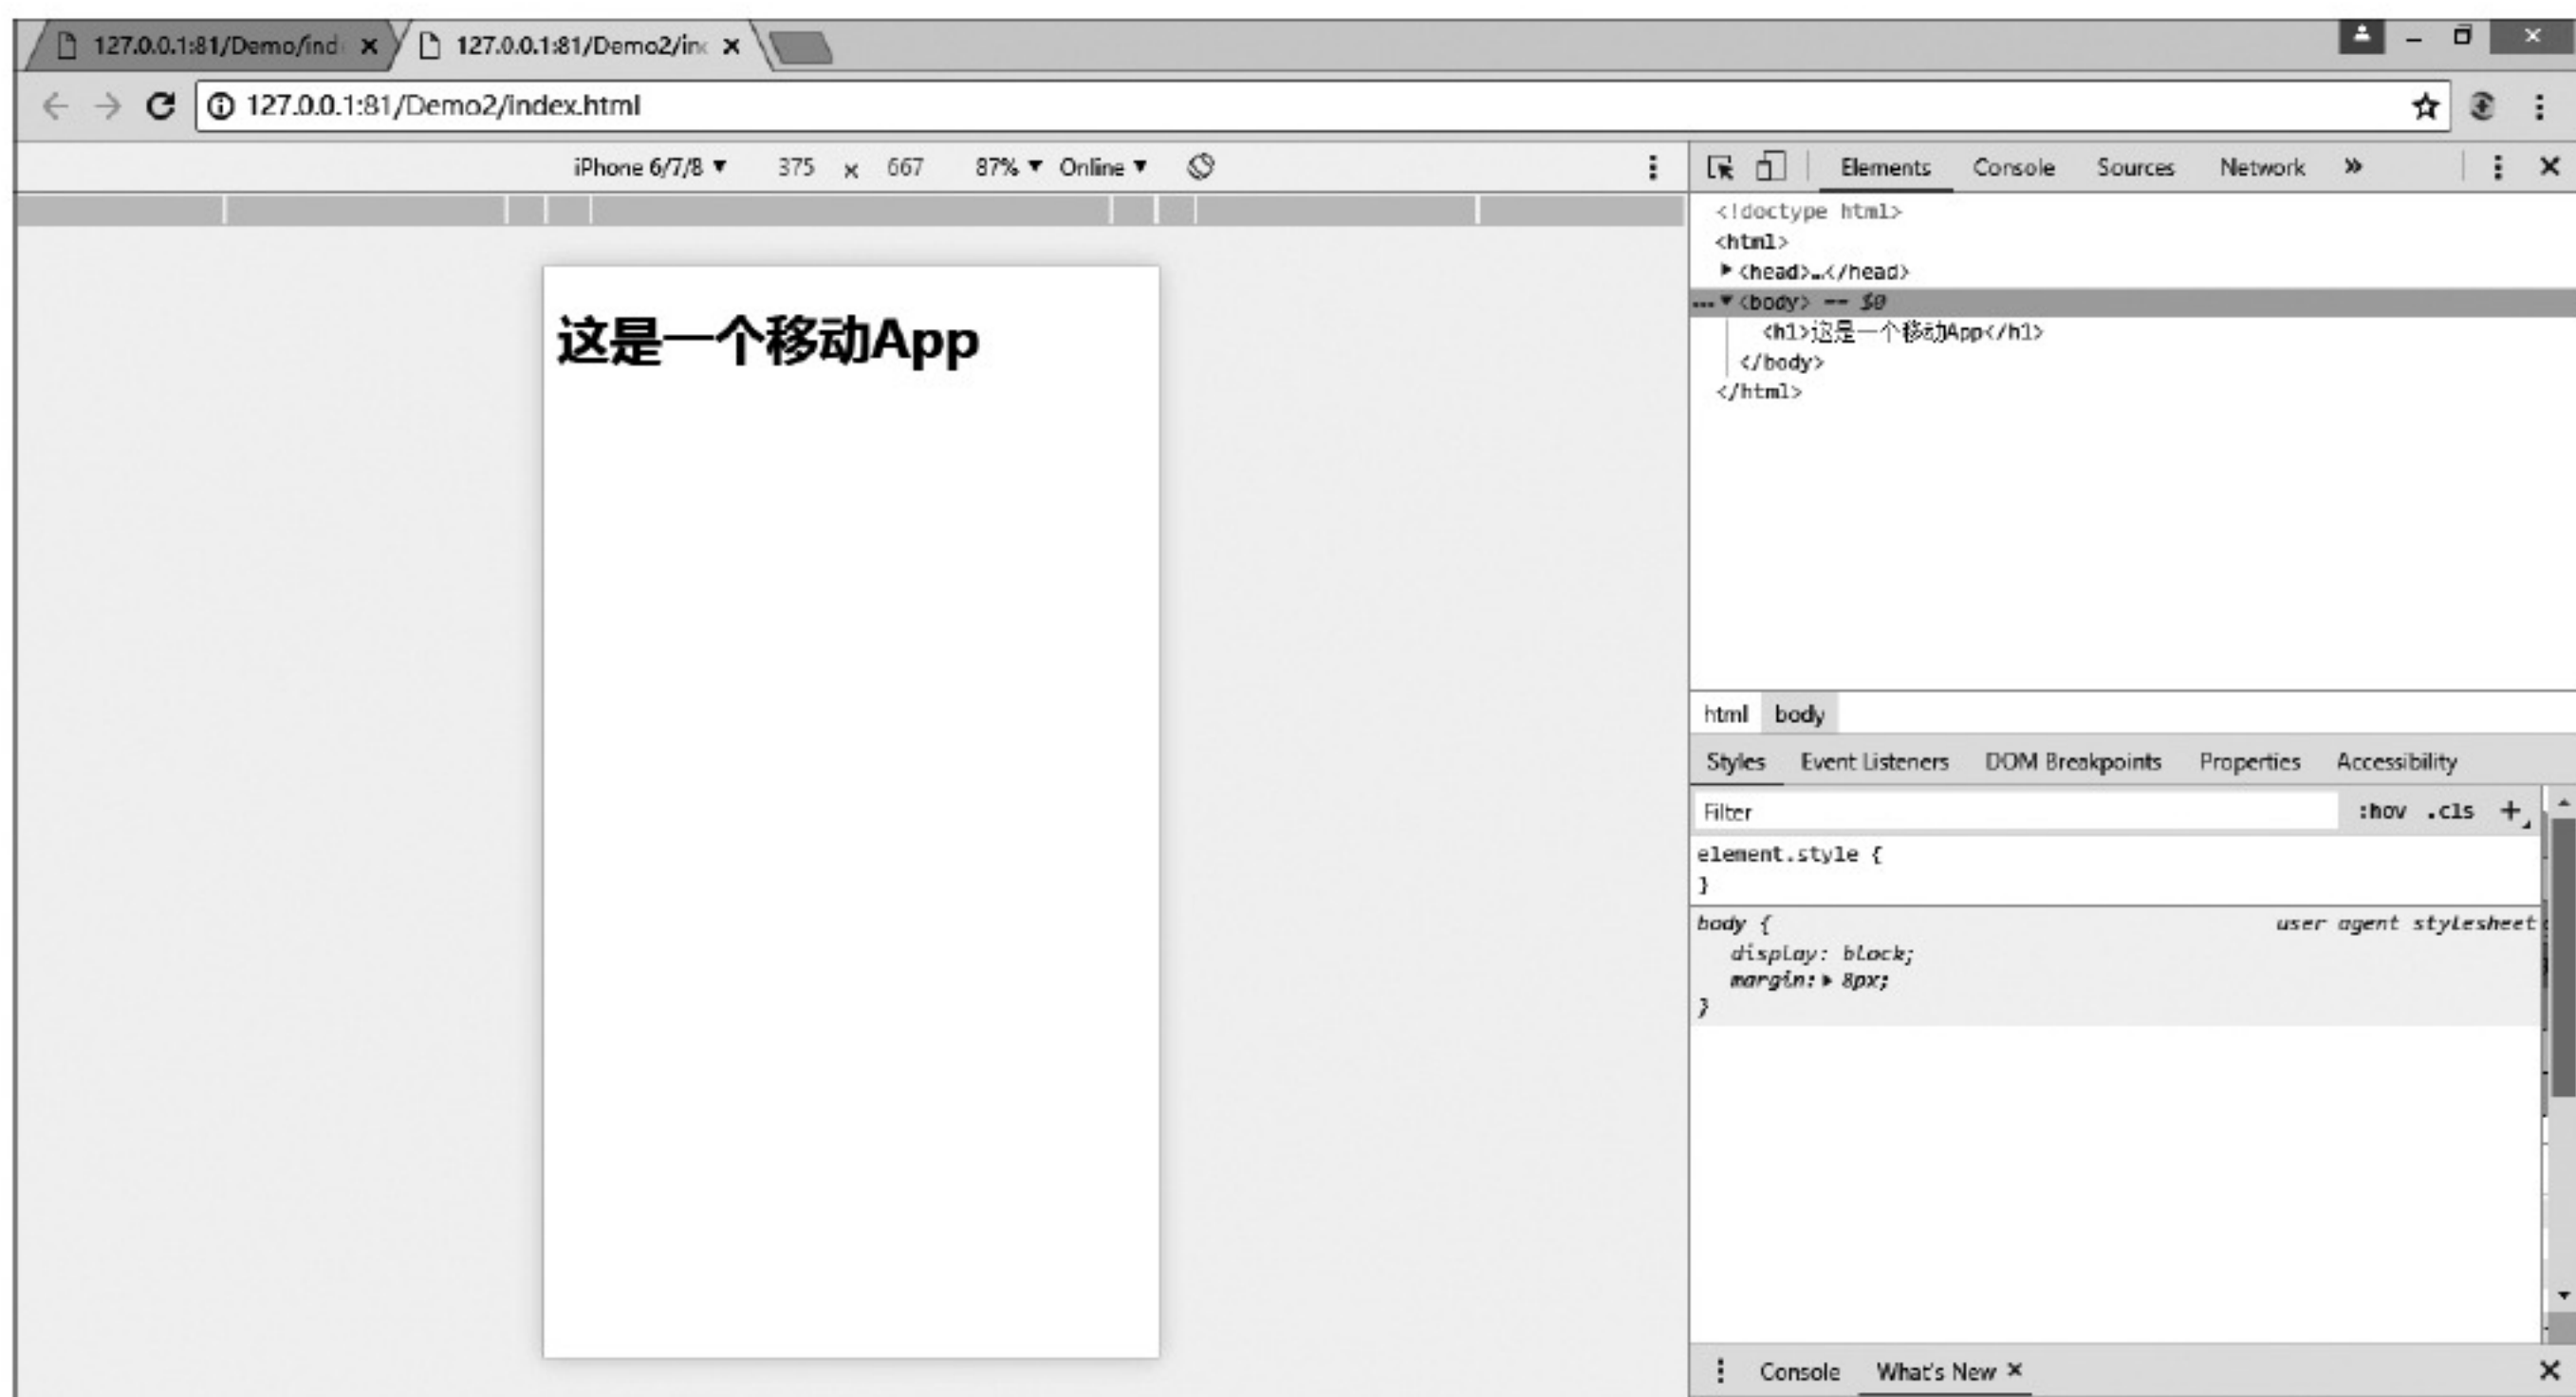 127.0.0.1:81/Demo/ind 127.0.0.1:81/Demo2/in
127.0.0.1:81/Demo2/index.html
iPhone 6/7/8 375 x 667 87% Online
这是一个移动App
Elements Console Sources Network »
<!doctype html>
<html>
<head>…</head>
… <body> == $0
<h1>这是一个移动App</h1>
</body>
</html>
html body
Styles Event Listeners DOM Breakpoints Properties Accessibility
Filter :hov .cls +
element.style {
}
body { user agent stylesheet
display: block;
margin: 8px;
}
Console What's New ×